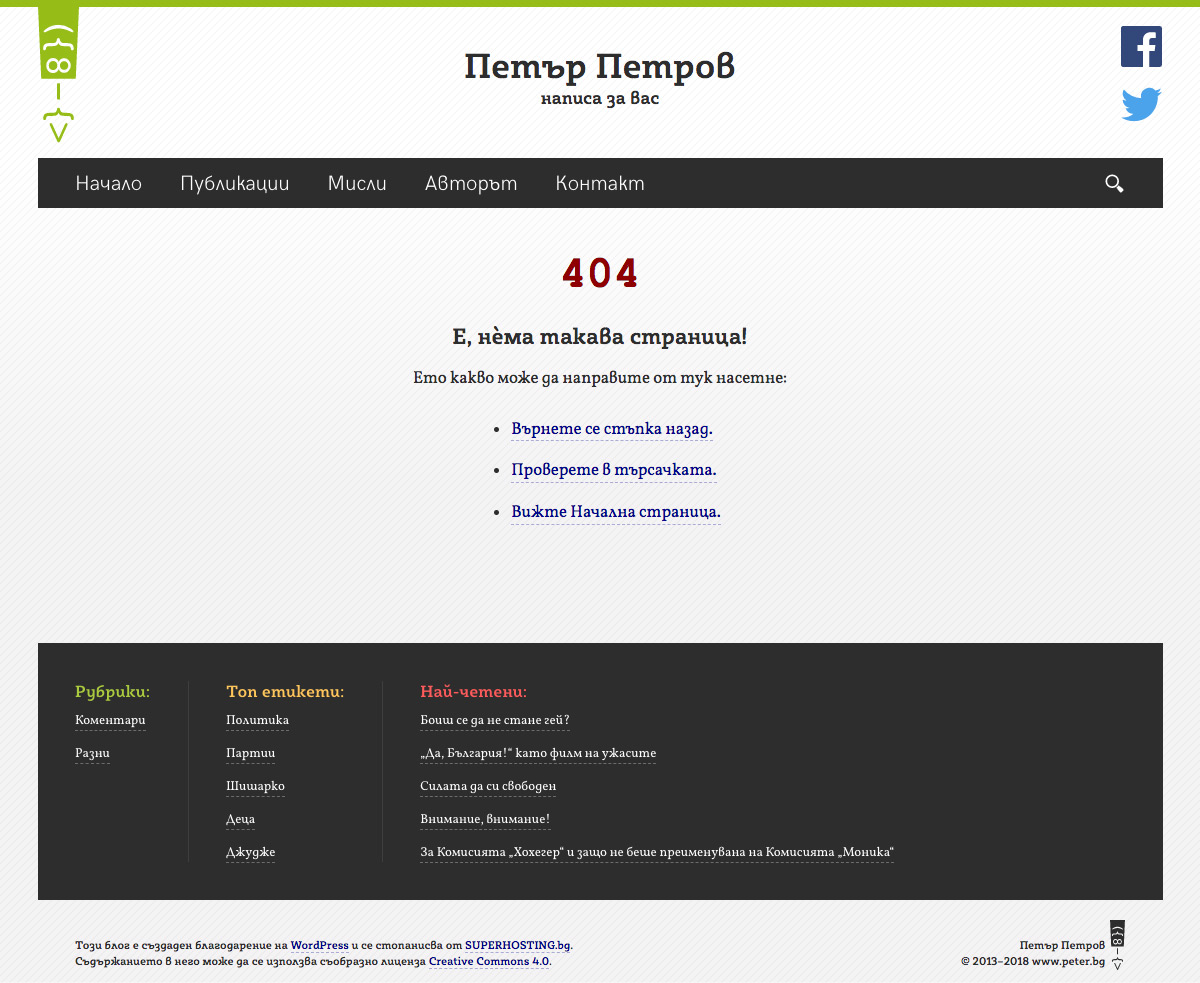 Петър Петров
написа за вас
Начало Публикации Мисли Авторът Контакт
404
Е, нѐма такава страница!
Ето какво може да направите от тук насетне:
Върнете се стъпка назад.
Проверете в търсачката.
Вижте Начална страница.
Рубрики:
Коментари
Разни
Топ етикети:
Политика
Партии
Шишарко
Деца
Джудже
Най-четени:
Боиш се да не стане гей?
„Да, България!“ като филм на ужасите
Силата да си свободен
Внимание, внимание!
За Комисията „Хохегер“ и защо не беше преименувана на Комисията „Моника“
Този блог е създаден благодарение на WordPress и се стопанисва от SUPERHOSTING.bg.
Съдържанието в него може да се използва съобразно лиценза Creative Commons 4.0.
Петър Петров
© 2013–2018 www.peter.bg